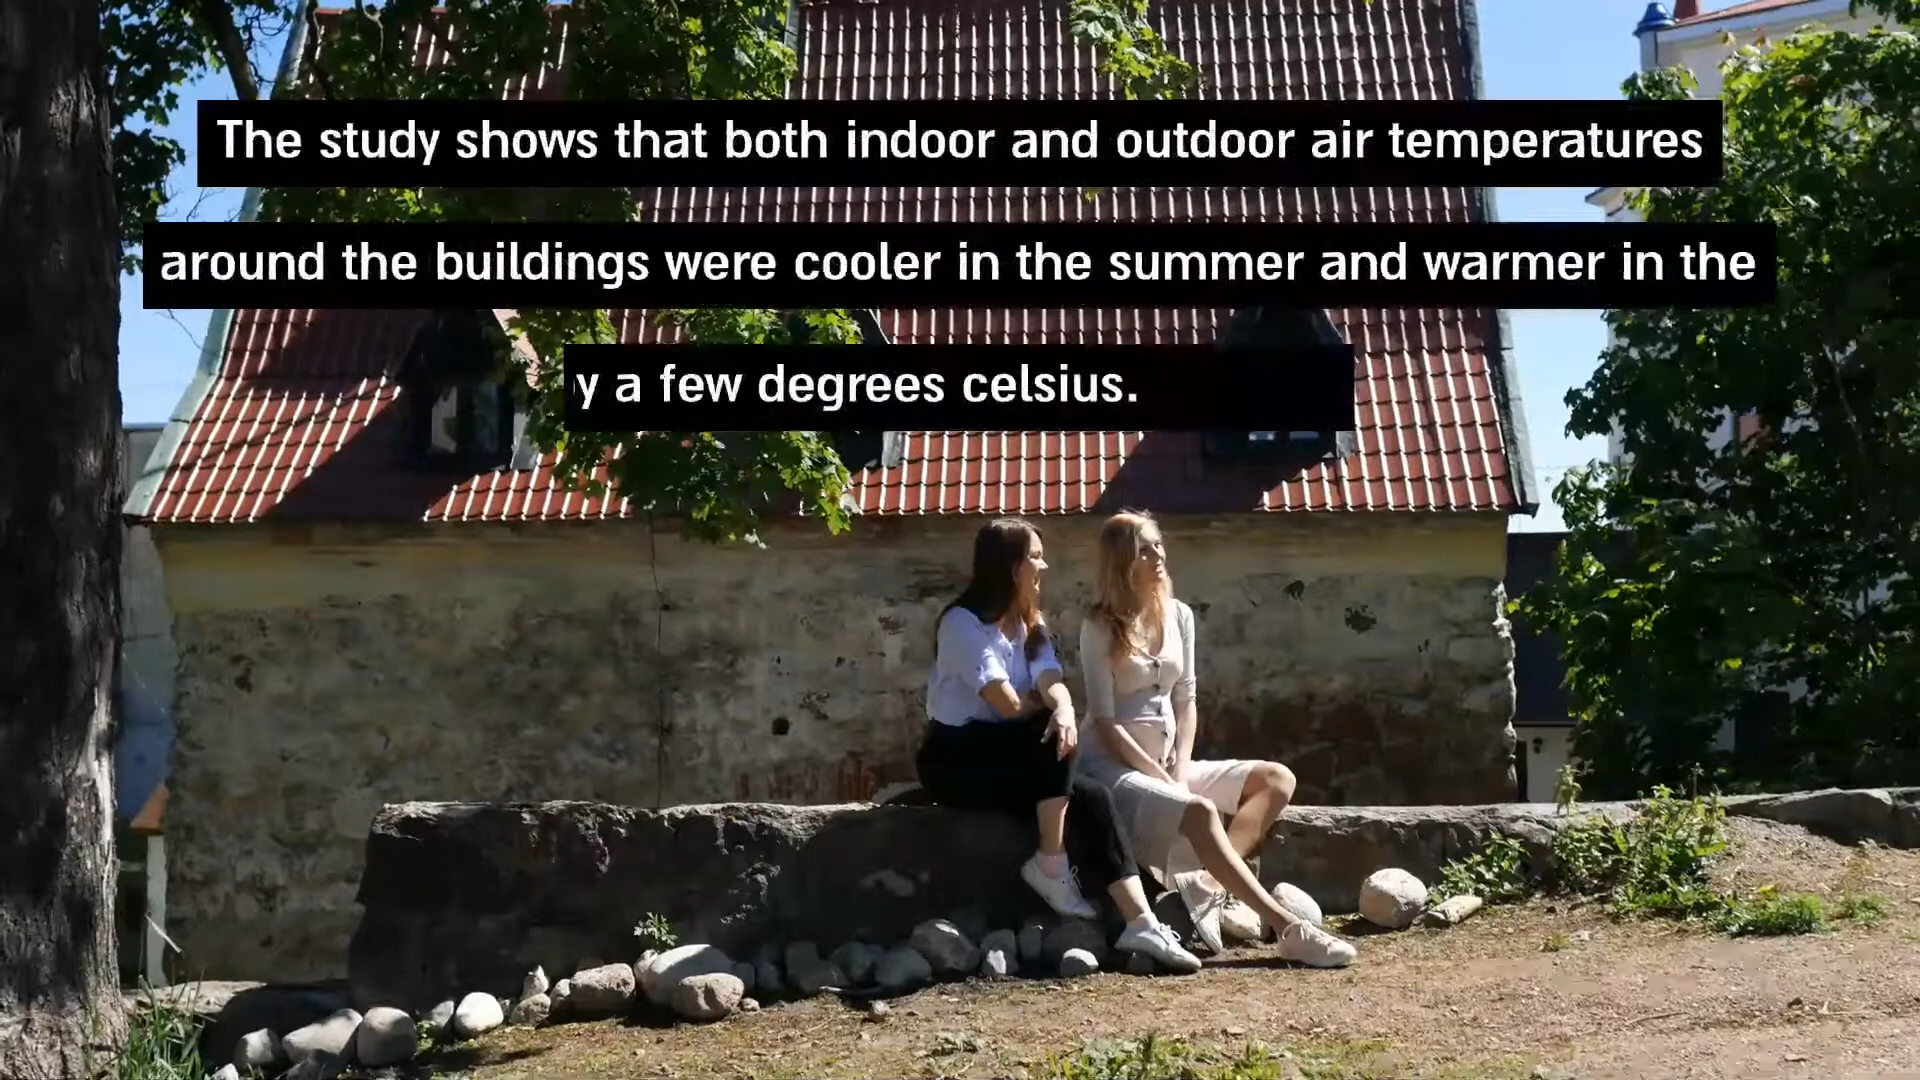 The study shows that both indoor and outdoor air temperatures
around the buildings were cooler in the summer and warmer in the
y a few degrees celsius.